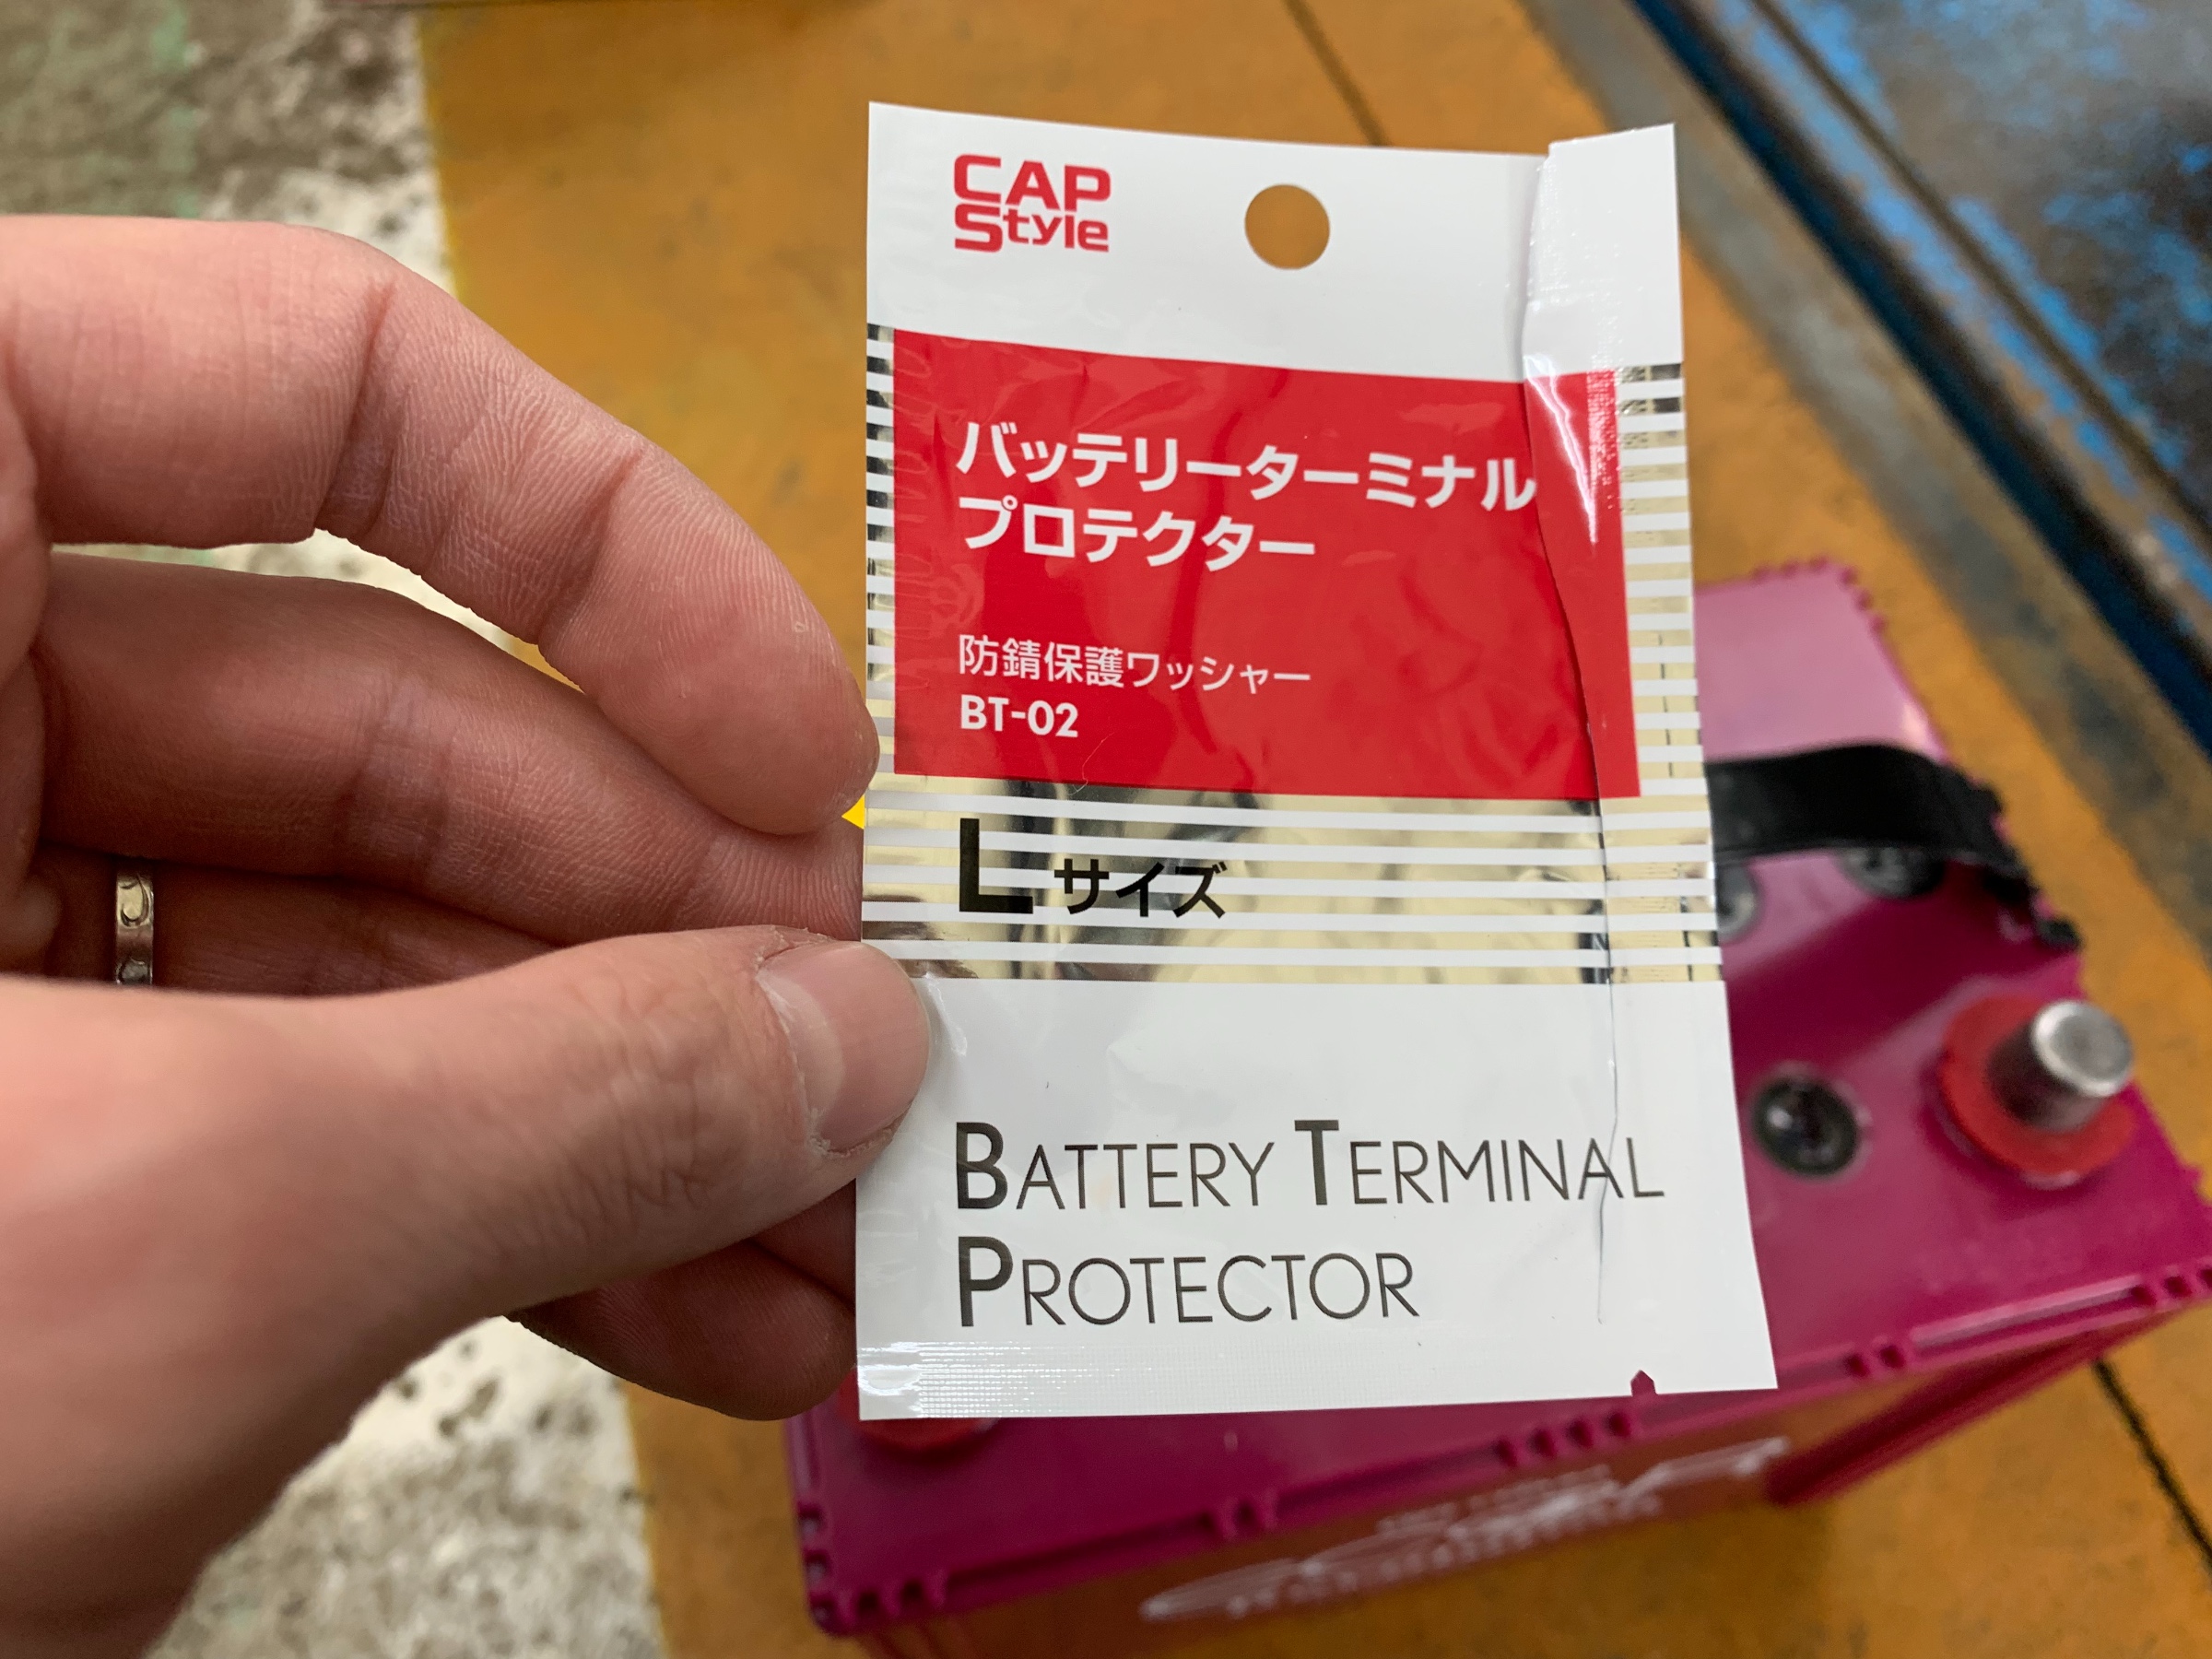 CAP
Style
バッテリーターミナル
プロテクター
防錆保護ワッシャー
BT-02
L サイズ
BATTERY TERMINAL
PROTECTOR